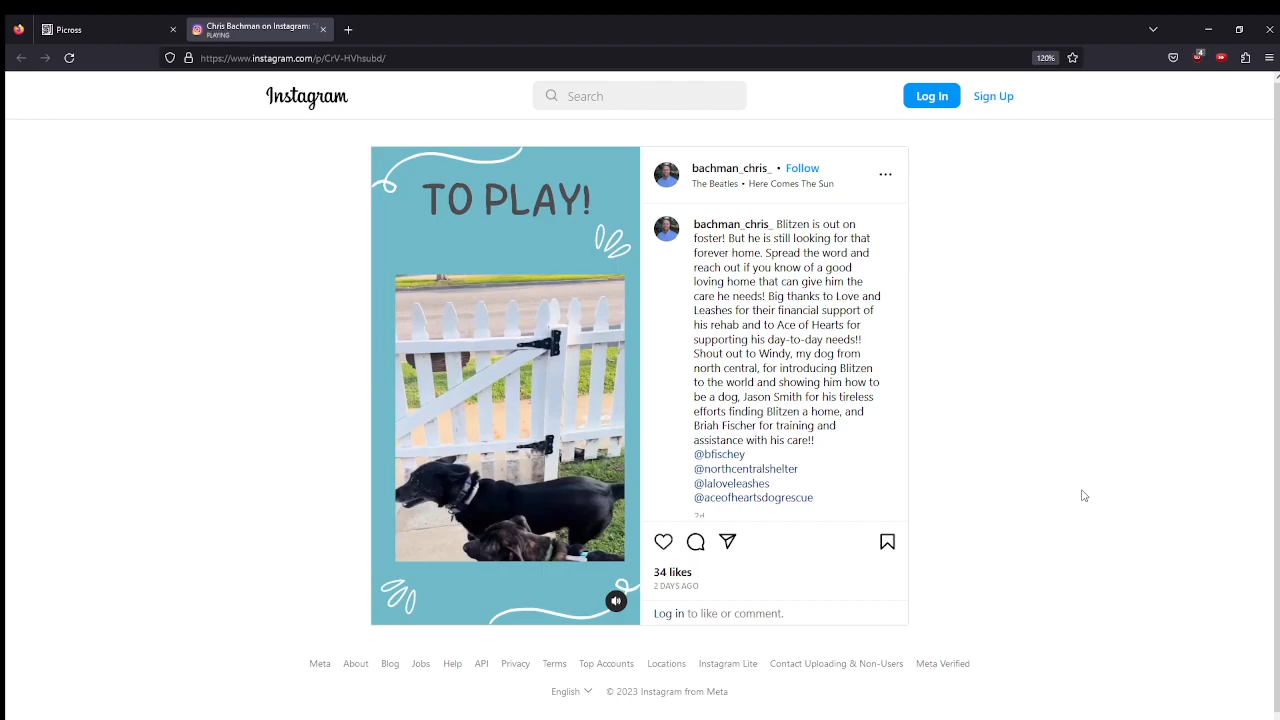 Picross
Chris Bachman on Instagram: "
PLAYING
https://www.instagram.com/p/CrV-HVhsubd/
120%
4
Instagram
Search
Log In
Sign Up
TO PLAY!
bachman_chris_ • Follow
The Beatles • Here Comes The Sun
bachman_chris_ Blitzen is out on
foster! But he is still looking for that
forever home. Spread the word and
reach out if you know of a good
loving home that can give him the
care he needs! Big thanks to Love and
Leashes for their financial support of
his rehab and to Ace of Hearts for
supporting his day-to-day needs!!
Shout out to Windy, my dog from
north central, for introducing Blitzen
to the world and showing him how to
be a dog, Jason Smith for his tireless
efforts finding Blitzen a home, and
Briah Fischer for training and
assistance with his care!!
@bfischey
@northcentralshelter
@laloveleashes
@aceofheartsdogrescue
2d
34 likes
2 DAYS AGO
Log in to like or comment.
Meta About Blog Jobs Help API Privacy Terms Top Accounts Locations Instagram Lite Contact Uploading & Non-Users Meta Verified
English © 2023 Instagram from Meta